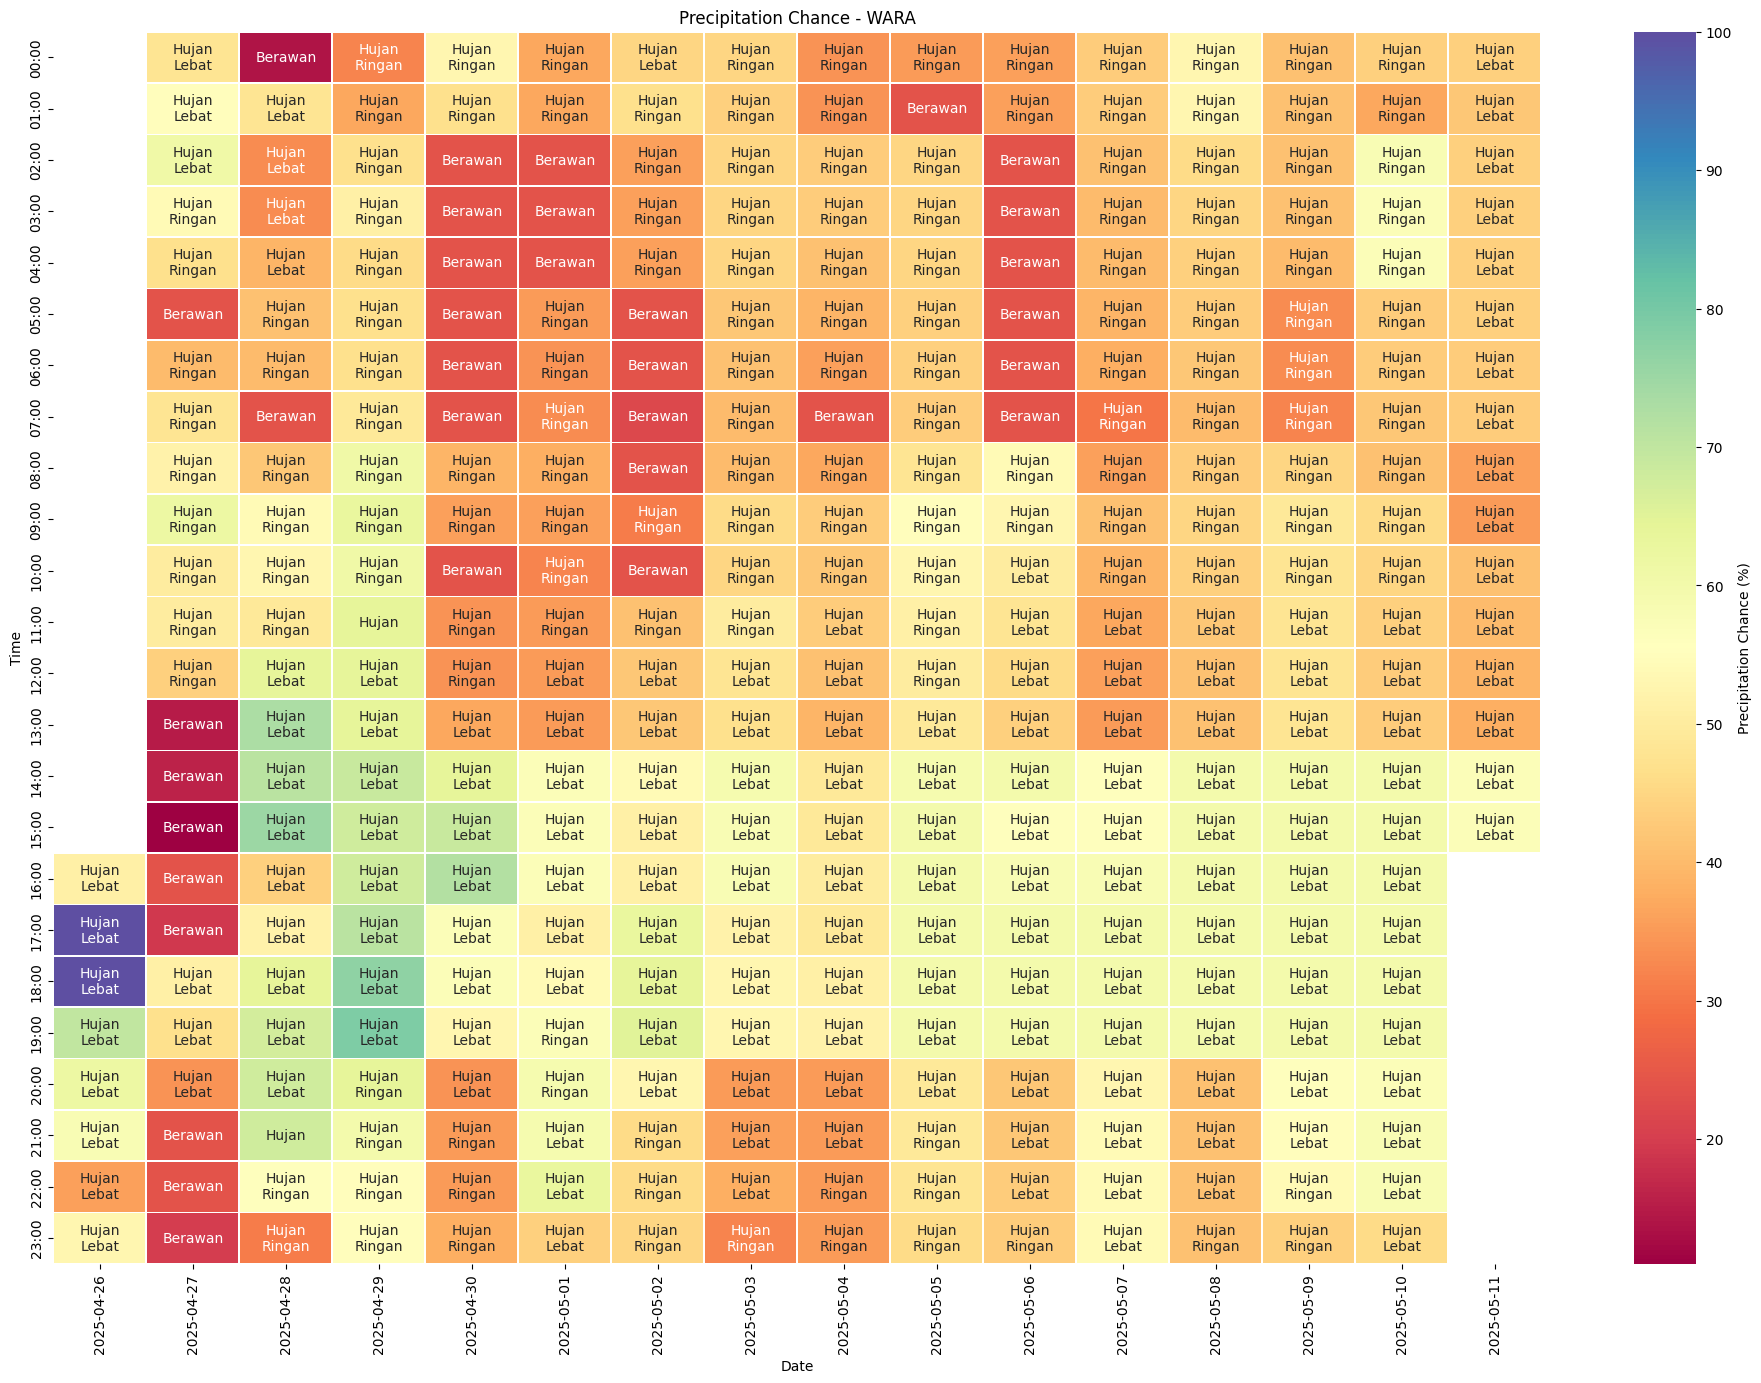 Precipitation Chance - WARA
00:00 Hujan Lebat Berawan Hujan Ringan Hujan Ringan Hujan Ringan Hujan Lebat Hujan Ringan Hujan Ringan Hujan Ringan Hujan Ringan Hujan Ringan Hujan Ringan Hujan Ringan Hujan Ringan Hujan Lebat
01:00 Hujan Lebat Hujan Lebat Hujan Ringan Hujan Ringan Hujan Ringan Hujan Ringan Hujan Ringan Hujan Ringan Berawan Hujan Ringan Hujan Ringan Hujan Ringan Hujan Ringan Hujan Ringan Hujan Lebat
02:00 Hujan Lebat Hujan Lebat Hujan Ringan Berawan Berawan Hujan Ringan Hujan Ringan Hujan Ringan Hujan Ringan Berawan Hujan Ringan Hujan Ringan Hujan Ringan Hujan Ringan Hujan Lebat
03:00 Hujan Ringan Hujan Lebat Hujan Ringan Berawan Berawan Hujan Ringan Hujan Ringan Hujan Ringan Hujan Ringan Berawan Hujan Ringan Hujan Ringan Hujan Ringan Hujan Ringan Hujan Lebat
04:00 Hujan Ringan Hujan Lebat Hujan Ringan Berawan Berawan Hujan Ringan Hujan Ringan Hujan Ringan Hujan Ringan Berawan Hujan Ringan Hujan Ringan Hujan Ringan Hujan Ringan Hujan Lebat
05:00 Berawan Hujan Ringan Hujan Ringan Berawan Hujan Ringan Berawan Hujan Ringan Hujan Ringan Hujan Ringan Berawan Hujan Ringan Hujan Ringan Hujan Ringan Hujan Ringan Hujan Lebat
06:00 Hujan Ringan Hujan Ringan Hujan Ringan Berawan Hujan Ringan Berawan Hujan Ringan Hujan Ringan Hujan Ringan Berawan Hujan Ringan Hujan Ringan Hujan Ringan Hujan Ringan Hujan Lebat
07:00 Hujan Ringan Berawan Hujan Ringan Berawan Hujan Ringan Berawan Hujan Ringan Berawan Hujan Ringan Berawan Hujan Ringan Hujan Ringan Hujan Ringan Hujan Ringan Hujan Lebat
08:00 Hujan Ringan Hujan Ringan Hujan Ringan Hujan Ringan Hujan Ringan Berawan Hujan Ringan Hujan Ringan Hujan Ringan Hujan Ringan Hujan Ringan Hujan Ringan Hujan Ringan Hujan Ringan Hujan Lebat
09:00 Hujan Ringan Hujan Ringan Hujan Ringan Hujan Ringan Hujan Ringan Hujan Ringan Hujan Ringan Hujan Ringan Hujan Ringan Hujan Ringan Hujan Ringan Hujan Ringan Hujan Ringan Hujan Ringan Hujan Lebat
10:00 Hujan Ringan Hujan Ringan Hujan Ringan Berawan Hujan Ringan Berawan Hujan Ringan Hujan Ringan Hujan Ringan Hujan Lebat Hujan Ringan Hujan Ringan Hujan Ringan Hujan Ringan Hujan Lebat
11:00 Hujan Ringan Hujan Ringan Hujan Hujan Ringan Hujan Ringan Hujan Ringan Hujan Ringan Hujan Lebat Hujan Ringan Hujan Lebat Hujan Lebat Hujan Lebat Hujan Lebat Hujan Lebat Hujan Lebat
12:00 Hujan Ringan Hujan Lebat Hujan Lebat Hujan Ringan Hujan Lebat Hujan Lebat Hujan Lebat Hujan Lebat Hujan Ringan Hujan Lebat Hujan Lebat Hujan Lebat Hujan Lebat Hujan Lebat Hujan Lebat
13:00 Berawan Hujan Lebat Hujan Lebat Hujan Lebat Hujan Lebat Hujan Lebat Hujan Lebat Hujan Lebat Hujan Lebat Hujan Lebat Hujan Lebat Hujan Lebat Hujan Lebat Hujan Lebat Hujan Lebat
14:00 Berawan Hujan Lebat Hujan Lebat Hujan Lebat Hujan Lebat Hujan Lebat Hujan Lebat Hujan Lebat Hujan Lebat Hujan Lebat Hujan Lebat Hujan Lebat Hujan Lebat Hujan Lebat Hujan Lebat
15:00 Berawan Hujan Lebat Hujan Lebat Hujan Lebat Hujan Lebat Hujan Lebat Hujan Lebat Hujan Lebat Hujan Lebat Hujan Lebat Hujan Lebat Hujan Lebat Hujan Lebat Hujan Lebat Hujan Lebat
16:00 Hujan Lebat Berawan Hujan Lebat Hujan Lebat Hujan Lebat Hujan Lebat Hujan Lebat Hujan Lebat Hujan Lebat Hujan Lebat Hujan Lebat Hujan Lebat Hujan Lebat Hujan Lebat Hujan Lebat
17:00 Hujan Lebat Berawan Hujan Lebat Hujan Lebat Hujan Lebat Hujan Lebat Hujan Lebat Hujan Lebat Hujan Lebat Hujan Lebat Hujan Lebat Hujan Lebat Hujan Lebat Hujan Lebat Hujan Lebat
18:00 Hujan Lebat Hujan Lebat Hujan Lebat Hujan Lebat Hujan Lebat Hujan Lebat Hujan Lebat Hujan Lebat Hujan Lebat Hujan Lebat Hujan Lebat Hujan Lebat Hujan Lebat Hujan Lebat Hujan Lebat
19:00 Hujan Lebat Hujan Lebat Hujan Lebat Hujan Lebat Hujan Lebat Hujan Ringan Hujan Lebat Hujan Lebat Hujan Lebat Hujan Lebat Hujan Lebat Hujan Lebat Hujan Lebat Hujan Lebat Hujan Lebat
20:00 Hujan Lebat Hujan Lebat Hujan Lebat Hujan Ringan Hujan Lebat Hujan Ringan Hujan Lebat Hujan Lebat Hujan Lebat Hujan Lebat Hujan Lebat Hujan Lebat Hujan Lebat Hujan Lebat Hujan Lebat
21:00 Hujan Lebat Berawan Hujan Hujan Ringan Hujan Ringan Hujan Lebat Hujan Ringan Hujan Lebat Hujan Lebat Hujan Ringan Hujan Lebat Hujan Lebat Hujan Lebat Hujan Lebat Hujan Lebat
22:00 Hujan Lebat Berawan Hujan Ringan Hujan Ringan Hujan Ringan Hujan Lebat Hujan Ringan Hujan Lebat Hujan Ringan Hujan Ringan Hujan Lebat Hujan Lebat Hujan Lebat Hujan Ringan Hujan Lebat
23:00 Hujan Lebat Berawan Hujan Ringan Hujan Ringan Hujan Ringan Hujan Lebat Hujan Ringan Hujan Ringan Hujan Ringan Hujan Ringan Hujan Ringan Hujan Lebat Hujan Ringan Hujan Ringan Hujan Lebat
Time
2025-04-26 2025-04-27 2025-04-28 2025-04-29 2025-04-30 2025-05-01 2025-05-02 2025-05-03 2025-05-04 2025-05-05 2025-05-06 2025-05-07 2025-05-08 2025-05-09 2025-05-10 2025-05-11
Date
100
90
80
70
60
50
40
30
20
Precipitation Chance (%)